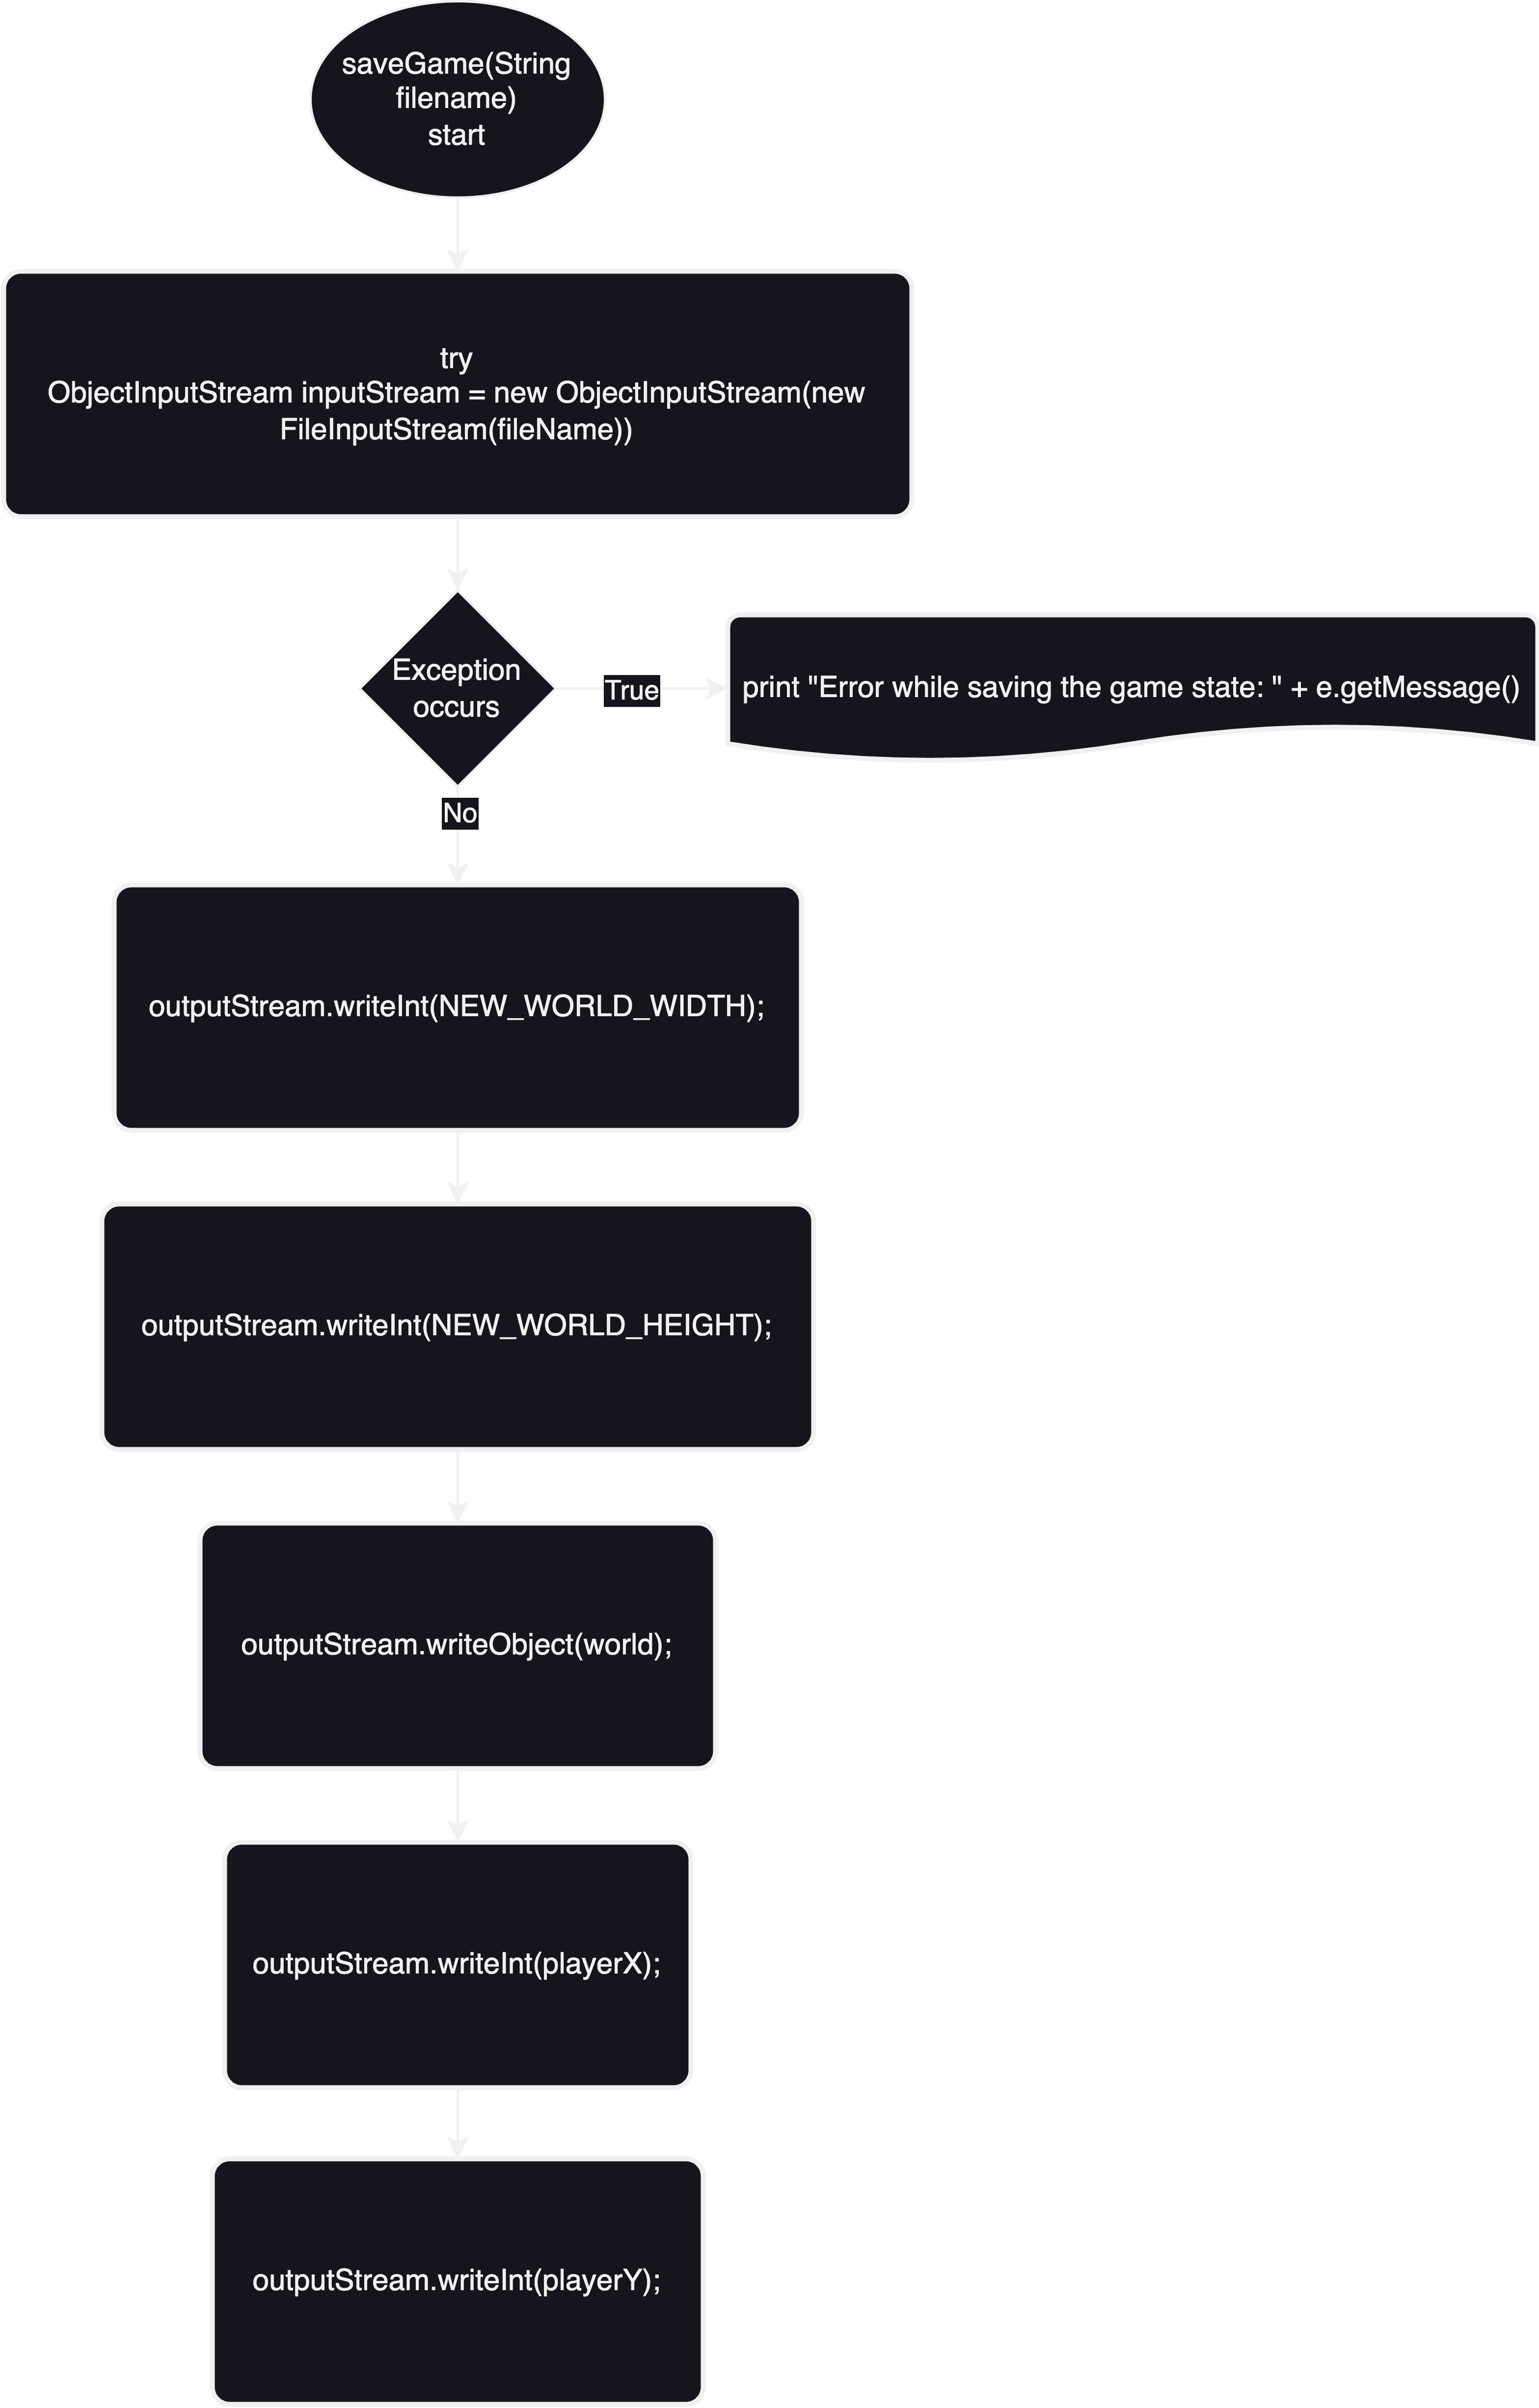 saveGame(String
filename)
start
try
ObjectInputStream inputStream = new ObjectInputStream(new
FileInputStream(fileName))
Exception
occurs
True
print "Error while saving the game state: " + e.getMessage()
No
outputStream.writeInt(NEW_WORLD_WIDTH);
outputStream.writeInt(NEW_WORLD_HEIGHT);
outputStream.writeObject(world);
outputStream.writeInt(playerX);
outputStream.writeInt(playerY);